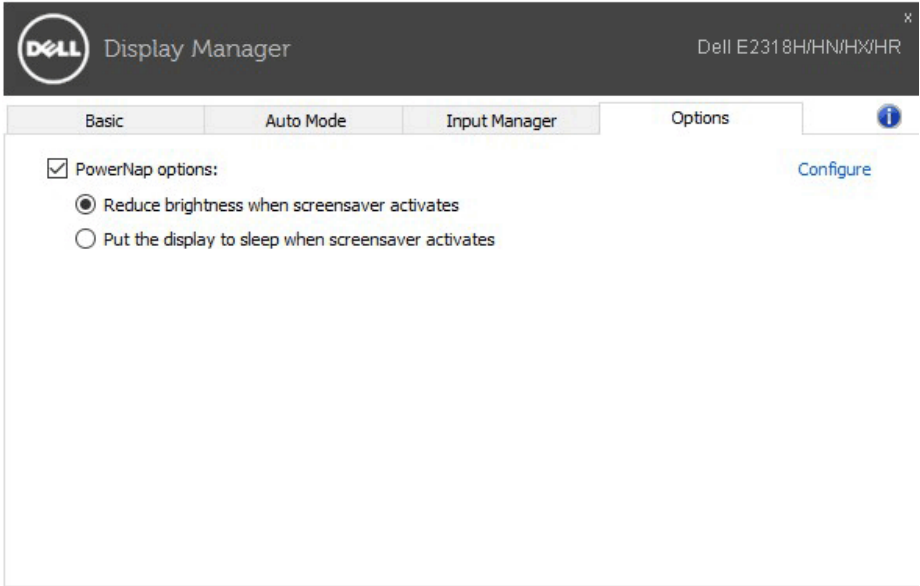 x
DELL Display Manager
Dell E2318H/HN/HX/HR
Basic Auto Mode Input Manager Options i
PowerNap options: Configure
Reduce brightness when screensaver activates
Put the display to sleep when screensaver activates